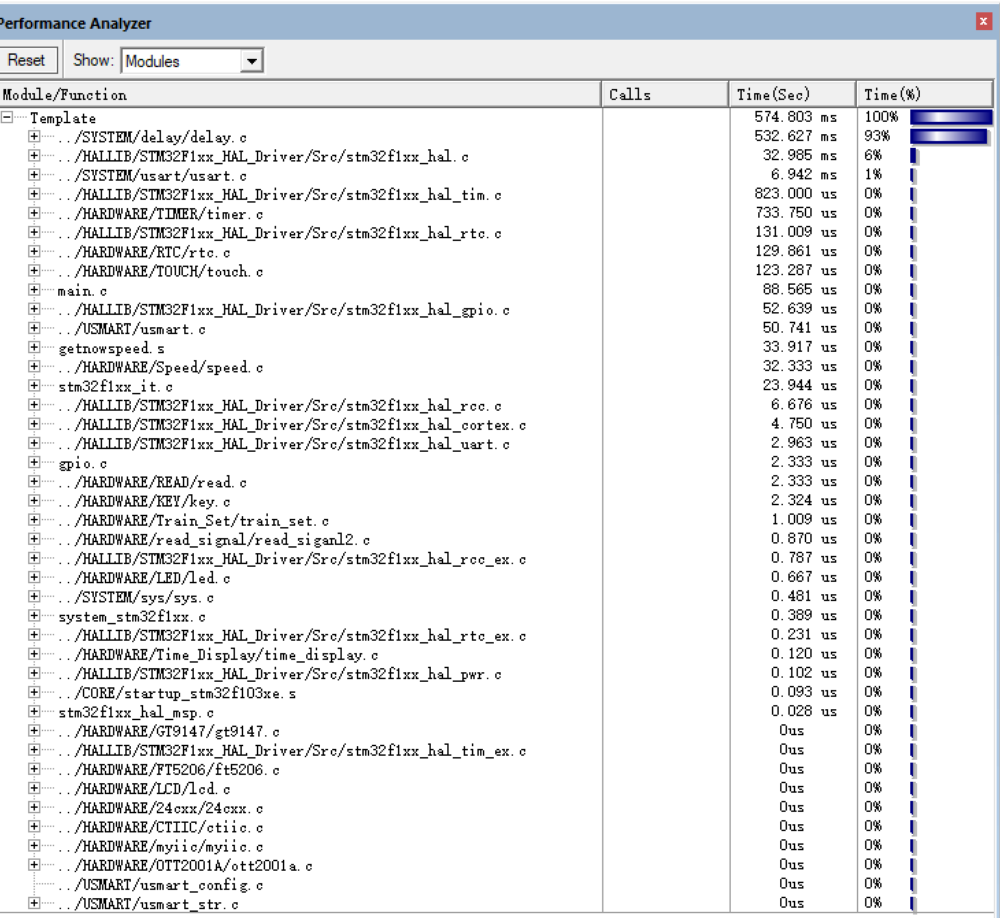 Performance Analyzer
x
Reset Show: Modules
Module/Function Calls Time(Sec) Time(%)
Template 574.803 ms 100%
../SYSTEM/delay/delay.c 532.627 ms 93%
../HALLIB/STM32F1xx_HAL_Driver/Src/stm32f1xx_hal.c 32.985 ms 6%
../SYSTEM/usart/usart.c 6.942 ms 1%
../HALLIB/STM32F1xx_HAL_Driver/Src/stm32f1xx_hal_tim.c 823.000 us 0%
../HARDWARE/TIMER/timer.c 733.750 us 0%
../HALLIB/STM32F1xx_HAL_Driver/Src/stm32f1xx_hal_rtc.c 131.009 us 0%
../HARDWARE/RTC/rtc.c 129.861 us 0%
../HARDWARE/TOUCH/touch.c 123.287 us 0%
main.c 88.565 us 0%
../HALLIB/STM32F1xx_HAL_Driver/Src/stm32f1xx_hal_gpio.c 52.639 us 0%
../USMART/usmart.c 50.741 us 0%
getnowspeed.s 33.917 us 0%
../HARDWARE/Speed/speed.c 32.333 us 0%
stm32f1xx_it.c 23.944 us 0%
../HALLIB/STM32F1xx_HAL_Driver/Src/stm32f1xx_hal_rcc.c 6.676 us 0%
../HALLIB/STM32F1xx_HAL_Driver/Src/stm32f1xx_hal_cortex.c 4.750 us 0%
../HALLIB/STM32F1xx_HAL_Driver/Src/stm32f1xx_hal_uart.c 2.963 us 0%
gpio.c 2.333 us 0%
../HARDWARE/READ/read.c 2.333 us 0%
../HARDWARE/KEY/key.c 2.324 us 0%
../HARDWARE/Train_Set/train_set.c 1.009 us 0%
../HARDWARE/read_signal/read_siganl2.c 0.870 us 0%
../HALLIB/STM32F1xx_HAL_Driver/Src/stm32f1xx_hal_rcc_ex.c 0.787 us 0%
../HARDWARE/LED/led.c 0.667 us 0%
../SYSTEM/sys/sys.c 0.481 us 0%
system_stm32f1xx.c 0.389 us 0%
../HALLIB/STM32F1xx_HAL_Driver/Src/stm32f1xx_hal_rtc_ex.c 0.231 us 0%
../HARDWARE/Time_Display/time_display.c 0.120 us 0%
../HALLIB/STM32F1xx_HAL_Driver/Src/stm32f1xx_hal_pwr.c 0.102 us 0%
../CORE/startup_stm32f103xe.s 0.093 us 0%
stm32f1xx_hal_msp.c 0.028 us 0%
../HARDWARE/GT9147/gt9147.c 0us 0%
../HALLIB/STM32F1xx_HAL_Driver/Src/stm32f1xx_hal_tim_ex.c 0us 0%
../HARDWARE/FT5206/ft5206.c 0us 0%
../HARDWARE/LCD/lcd.c 0us 0%
../HARDWARE/24cxx/24cxx.c 0us 0%
../HARDWARE/CTIIC/ctiic.c 0us 0%
../HARDWARE/myiic/myiic.c 0us 0%
../HARDWARE/OTT2001A/ott2001a.c 0us 0%
../USMART/usmart_config.c 0us 0%
../USMART/usmart_str.c 0us 0%